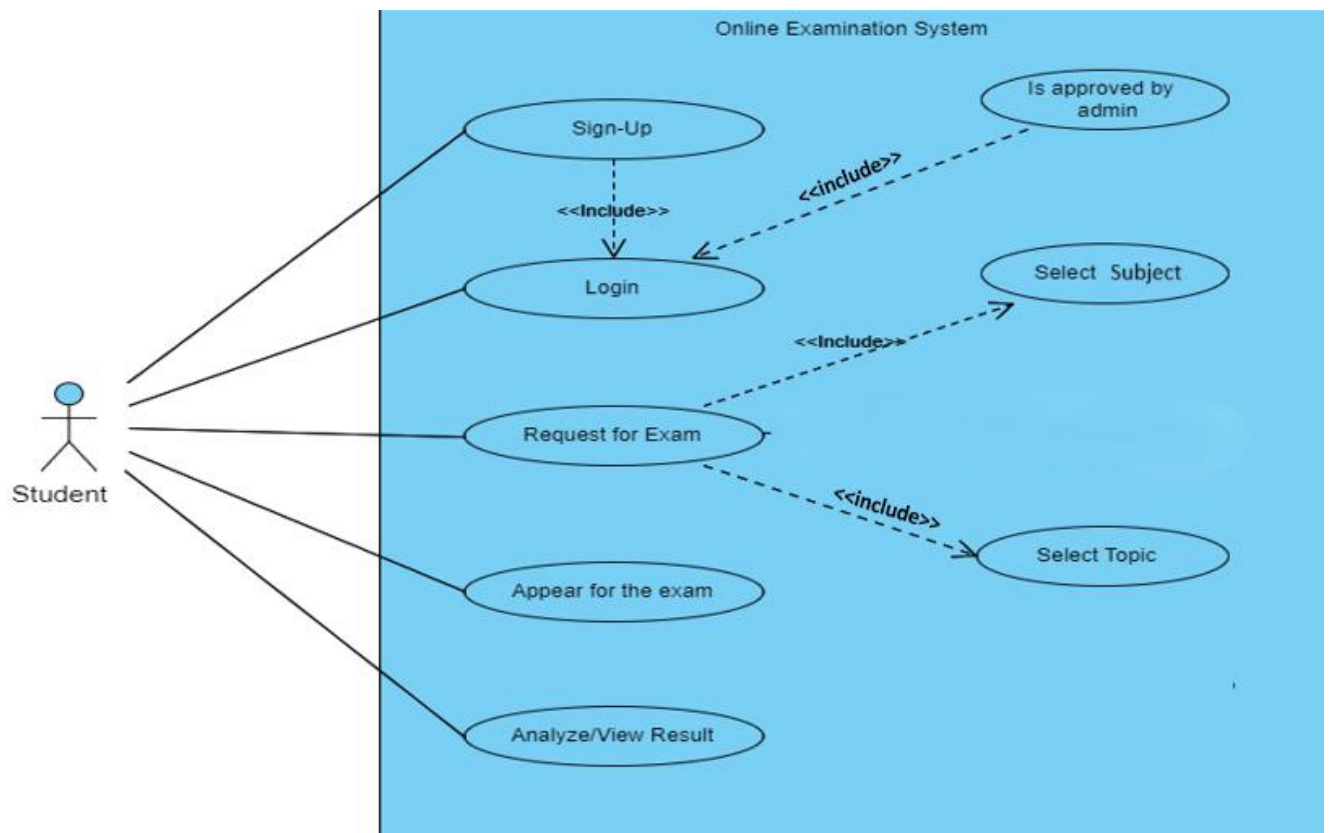 Online Examination System
Is approved by
admin
Sign-Up
<<include>>
<<Include>>
Select Subject
Login
<<Include>>
Request for Exam
Student
<<include>>
Select Topic
Appear for the exam
Analyze/View Result